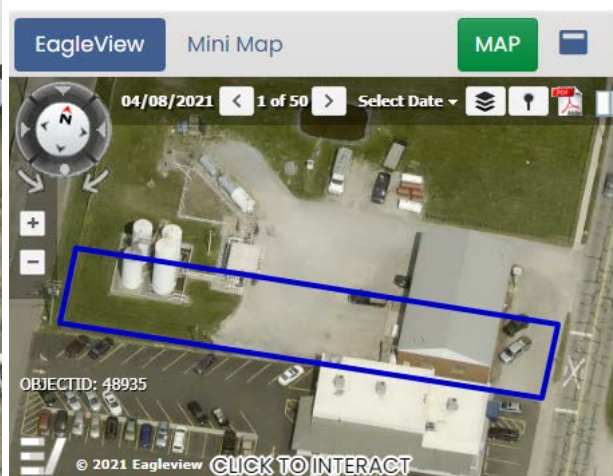 EagleView Mini Map MAP
N
04/08/2021 < 1 of 50 > Select Date PDF
+
−
OBJECTID: 48935
© 2021 Eagleview CLICK TO INTERACT